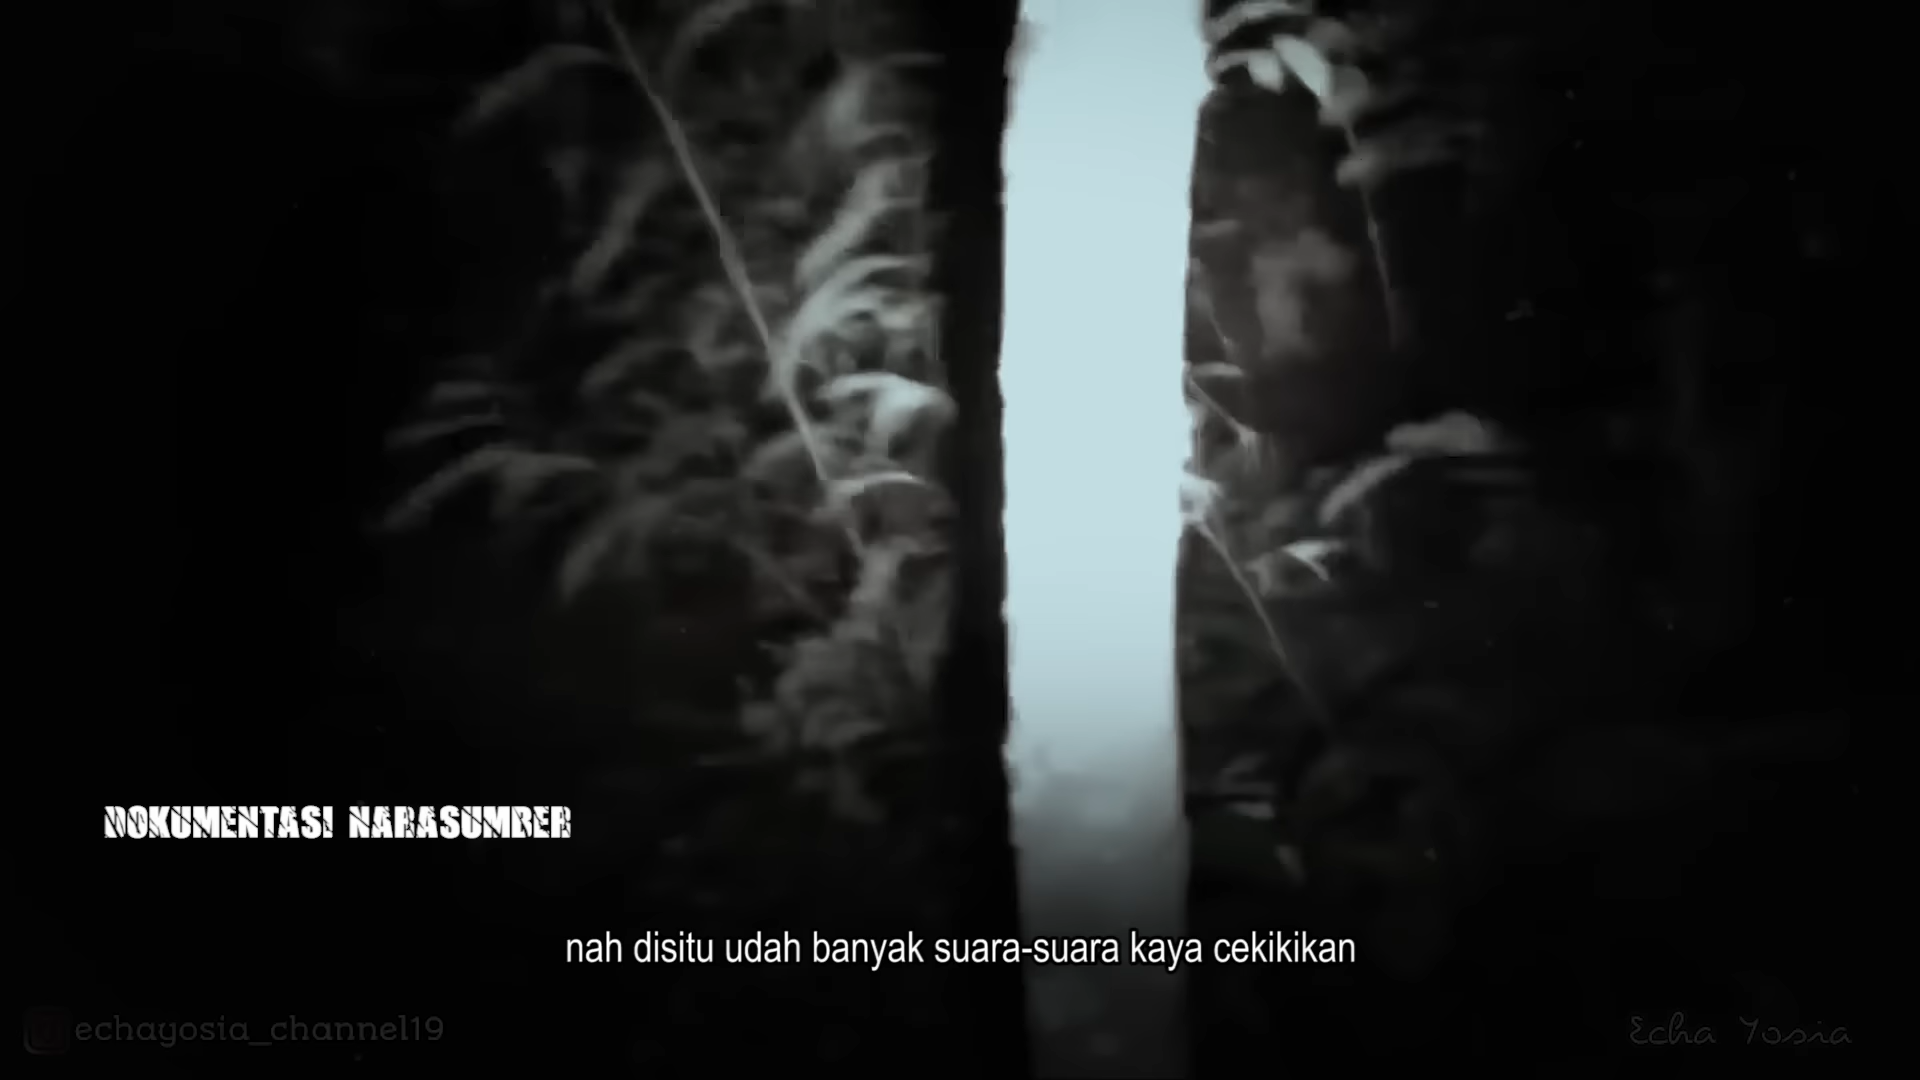 DOKUMENTASI NARASUMBER
nah disitu udah banyak suara-suara kaya cekikikan
echayosia_channel19
Echa Yosia